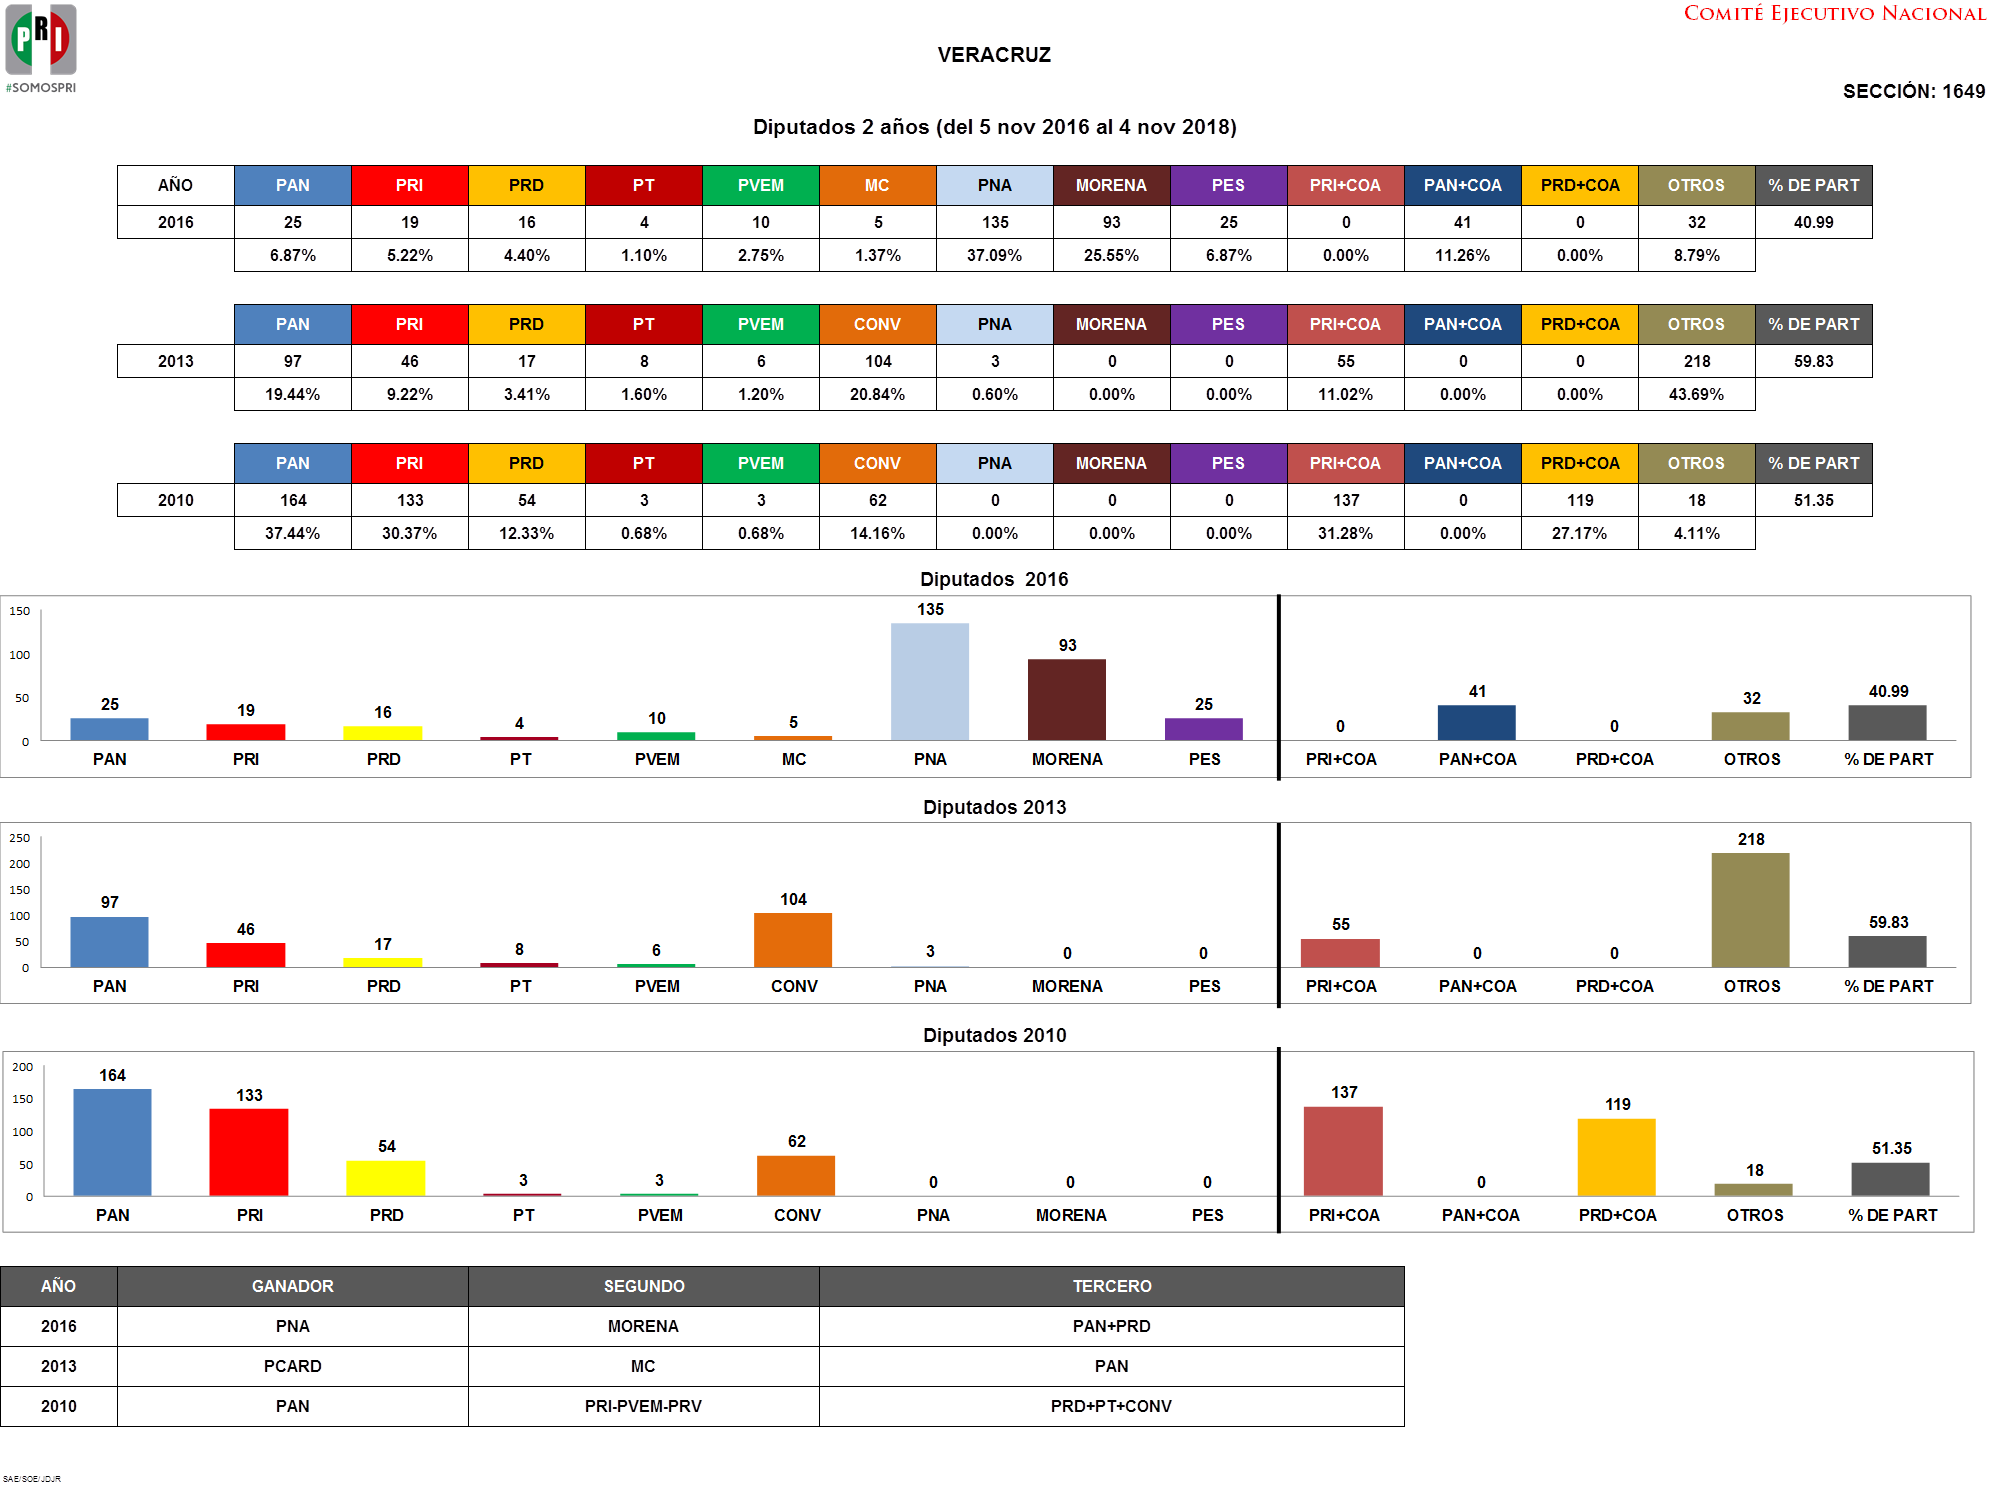 PRI
#SOMOSPRI
COMITÉ EJECUTIVO NACIONAL
VERACRUZ
SECCIÓN: 1649
Diputados 2 años (del 5 nov 2016 al 4 nov 2018)
AÑO PAN PRI PRD PT PVEM MC PNA MORENA PES PRI+COA PAN+COA PRD+COA OTROS % DE PART
2016 25 19 16 4 10 5 135 93 25 0 41 0 32 40.99
6.87% 5.22% 4.40% 1.10% 2.75% 1.37% 37.09% 25.55% 6.87% 0.00% 11.26% 0.00% 8.79%
PAN PRI PRD PT PVEM CONV PNA MORENA PES PRI+COA PAN+COA PRD+COA OTROS % DE PART
2013 97 46 17 8 6 104 3 0 0 55 0 0 218 59.83
19.44% 9.22% 3.41% 1.60% 1.20% 20.84% 0.60% 0.00% 0.00% 11.02% 0.00% 0.00% 43.69%
PAN PRI PRD PT PVEM CONV PNA MORENA PES PRI+COA PAN+COA PRD+COA OTROS % DE PART
2010 164 133 54 3 3 62 0 0 0 137 0 119 18 51.35
37.44% 30.37% 12.33% 0.68% 0.68% 14.16% 0.00% 0.00% 0.00% 31.28% 0.00% 27.17% 4.11%
Diputados 2016
150
100
50
0
25 19 16 4 10 5 135 93 25 0 41 0 32 40.99
PAN PRI PRD PT PVEM MC PNA MORENA PES PRI+COA PAN+COA PRD+COA OTROS % DE PART
Diputados 2013
250
200
150
100
50
0
97 46 17 8 6 104 3 0 0 55 0 0 218 59.83
PAN PRI PRD PT PVEM CONV PNA MORENA PES PRI+COA PAN+COA PRD+COA OTROS % DE PART
Diputados 2010
200
150
100
50
0
164 133 54 3 3 62 0 0 0 137 0 119 18 51.35
PAN PRI PRD PT PVEM CONV PNA MORENA PES PRI+COA PAN+COA PRD+COA OTROS % DE PART
AÑO GANADOR SEGUNDO TERCERO
2016 PNA MORENA PAN+PRD
2013 PCARD MC PAN
2010 PAN PRI-PVEM-PRV PRD+PT+CONV
SAE/SOE/JDJR